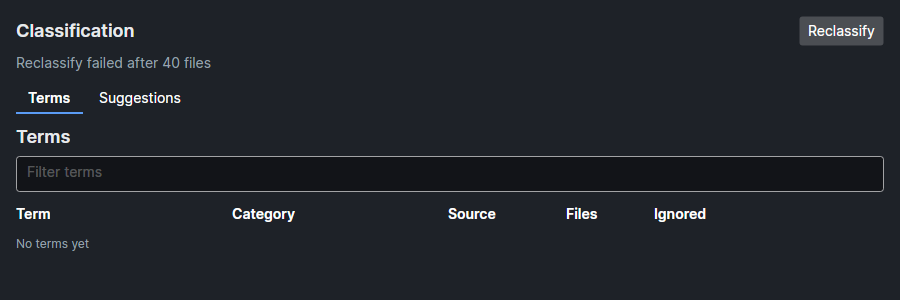 Classification
Reclassify
Reclassify failed after 40 files
Terms Suggestions
Terms
Filter terms
Term Category Source Files Ignored
No terms yet